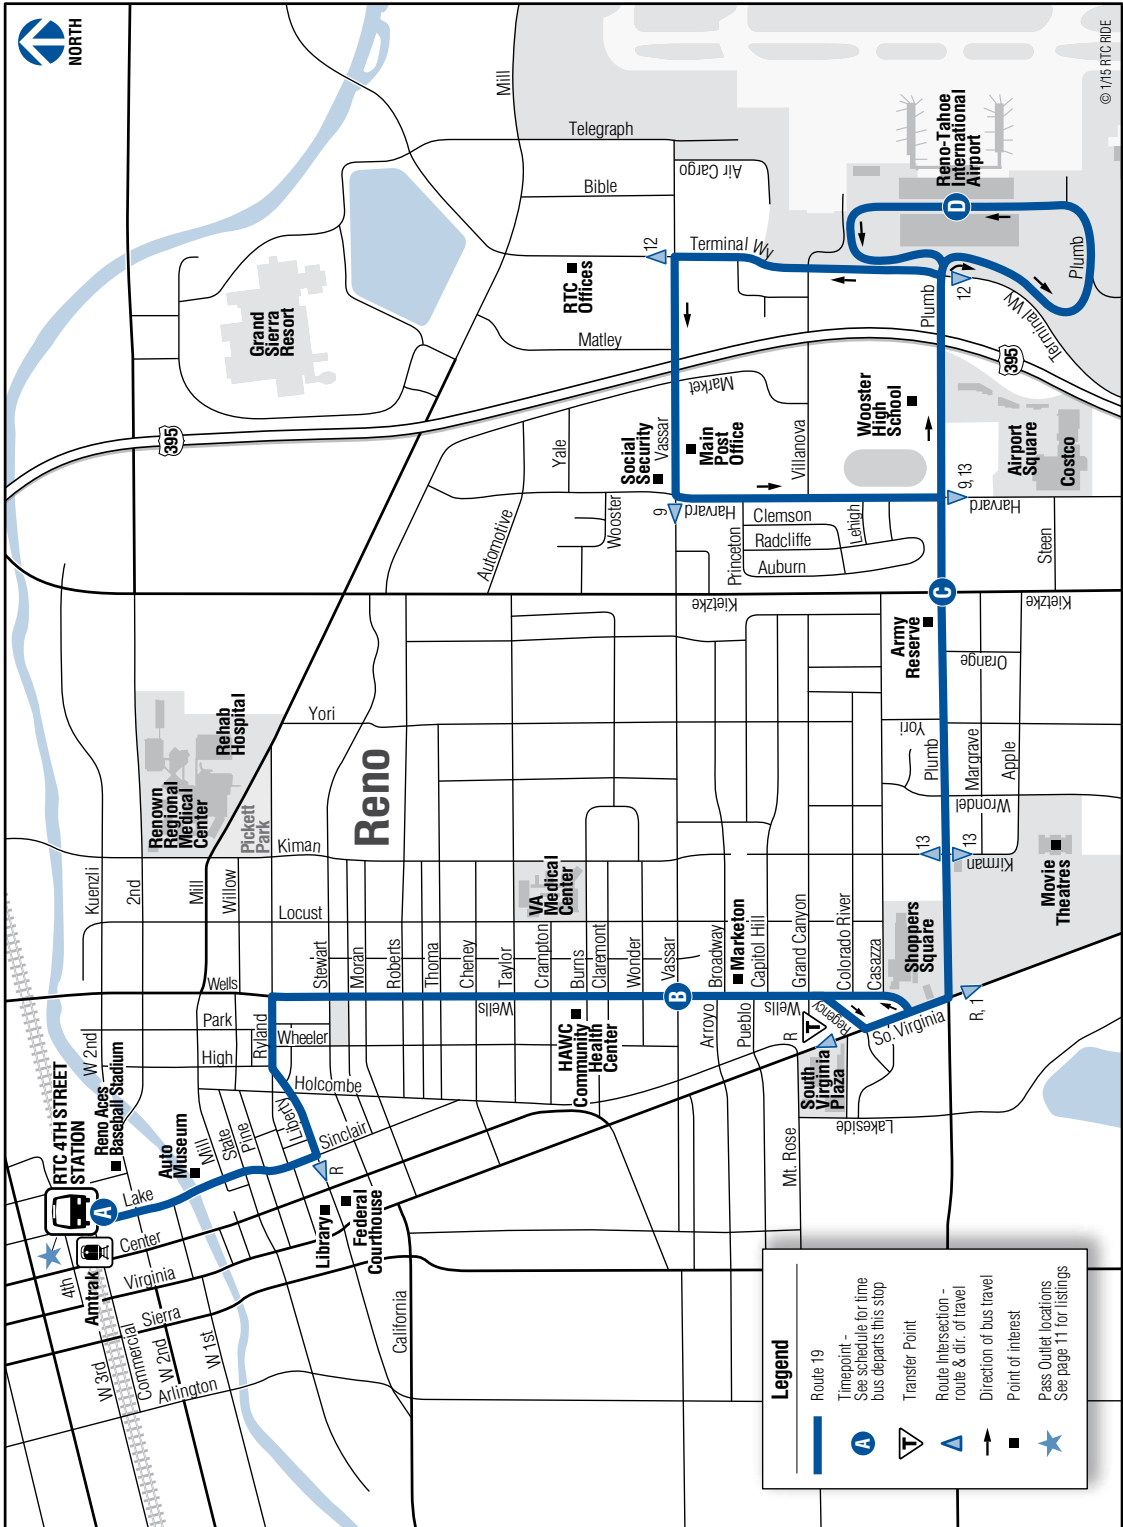 NORTH
© 1/15 RTC RIDE
RTC 4TH STREET
STATION
Reno Aces
Baseball Stadium
Auto
Museum
Amtrak
Library
Federal
Courthouse
4th
W 3rd
Commercial
W 2nd
W 1st
Arlington
Sierra
Virginia
Center
Lake
California
Mill
State
Pine
Liberty
Sinclair
Holcombe
R
A
W 2nd
Park
High
Ryland
Wheeler
Wells
Kuenzli
2nd
Mill
Willow
Locust
Kiman
Yori
Stewart
Moran
Roberts
Thoma
Cheney
Taylor
Crampton
Burns
Claremont
Wonder
Vassar
Broadway
Capitol Hill
Grand Canyon
Colorado River
Casazza
Wells
Wells
Arroyo
Pueblo
Mt. Rose
Lakeside
Regency
So. Virginia
Renown
Regional
Medical
Center
Rehab
Hospital
Pickett
Park
Reno
VA
Medical
Center
HAWC
Community
Health
Center
Marketon
Shoppers
Square
South
Virginia
Plaza
R
T
R, 1
B
Movie
Theatres
13
13
Kirman
Wrondel
Margrave
Apple
Plumb
Yori
Orange
Army
Reserve
C
Kietzke
Kietzke
Steen
Harvard
Harvard
9, 13
9
Princeton
Clemson
Radcliffe
Auburn
Lehigh
Automotive
Wooster
Yale
Social
Security
Vassar
Main
Post
Office
Market
Villanova
Wooster
High
School
Airport
Square
Costco
395
395
Grand
Sierra
Resort
Matley
RTC
Offices
12
Bible
Telegraph
Mill
Air Cargo
Terminal WY
Plumb
12
Terminal WY
Plumb
D
Reno-Tahoe
International
Airport
Legend
Route 19
A
Timepoint -
See schedule for time
bus departs this stop
T
Transfer Point
Route Intersection -
route & dir. of travel
Direction of bus travel
Point of interest
Pass Outlet locations
See page 11 for listings